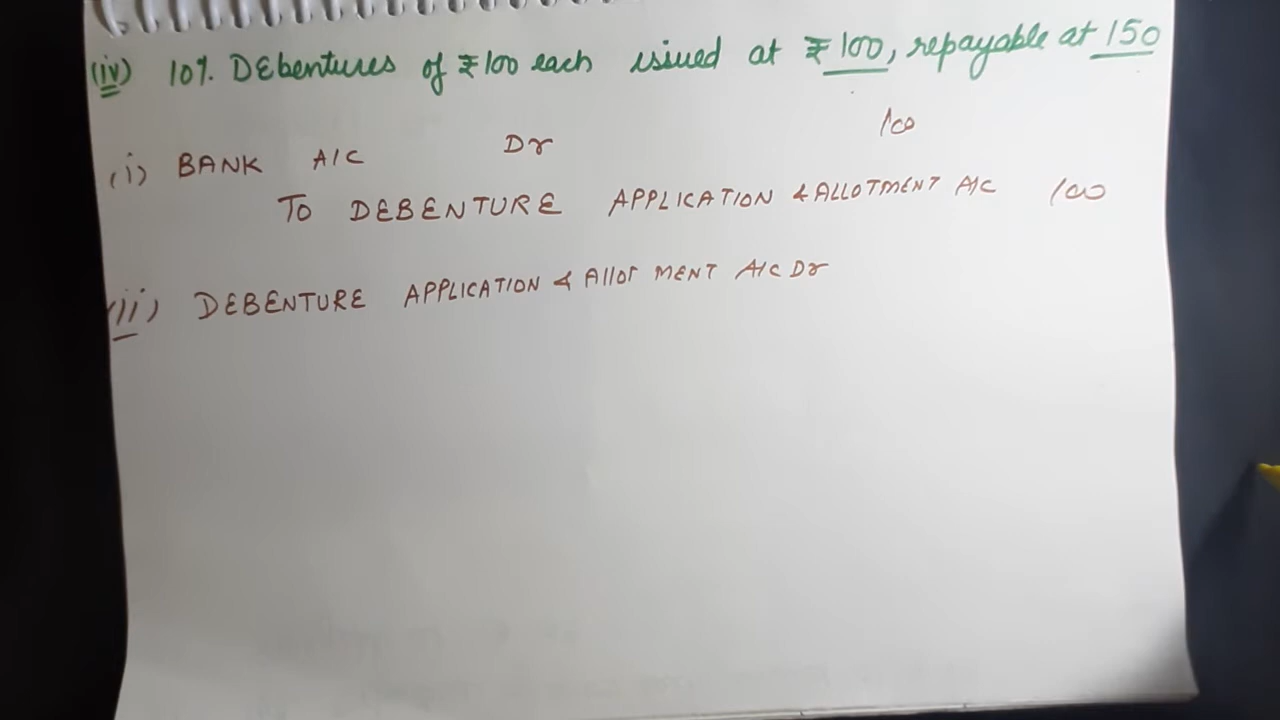 (iv) 10%. Debentures of ₹100 each issued at ₹100, repayable at 150
(i) BANK A/C Dr 100
TO DEBENTURE APPLICATION & ALLOTMENT A/C 100
(ii) DEBENTURE APPLICATION & AllOTMENT A/C Dr